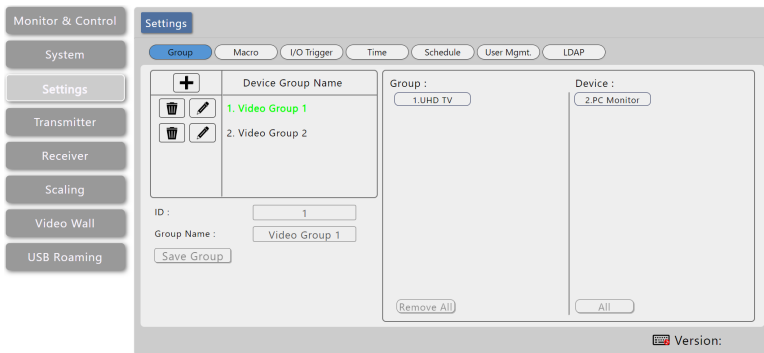 Monitor & Control
System
Settings
Transmitter
Receiver
Scaling
Video Wall
USB Roaming
Settings
Group
Macro
I/O Trigger
Time
Schedule
User Mgmt.
LDAP
Device Group Name
1. Video Group 1
2. Video Group 2
ID :
1
Group Name :
Video Group 1
Save Group
Group :
1.UHD TV
Remove All
Device :
2.PC Monitor
All
Version: